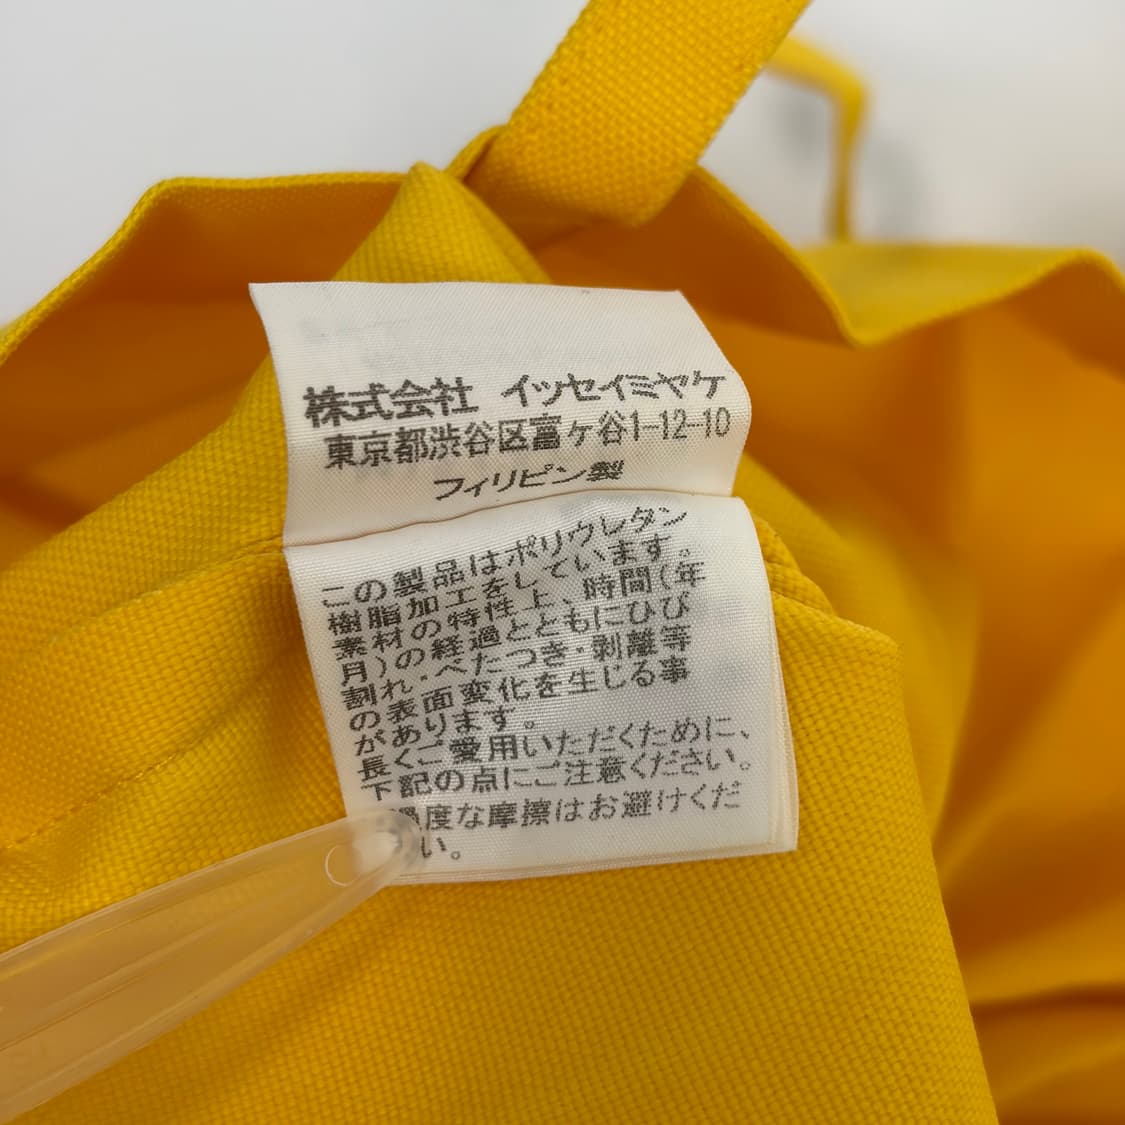 株式会社 イッセイミヤケ
東京都渋谷区富ヶ谷1-12-10
フィリピン製
この製品はポリウレタン
樹脂加工をしています。
素材の特性上、時間(年
月)の経過とともにひび
割れ・べたつき・剥離等
の表面変化を生じる事
があります。
長くご愛用いただくために、
下記の点にご注意ください。
過度な摩擦はお避けくだ
い。